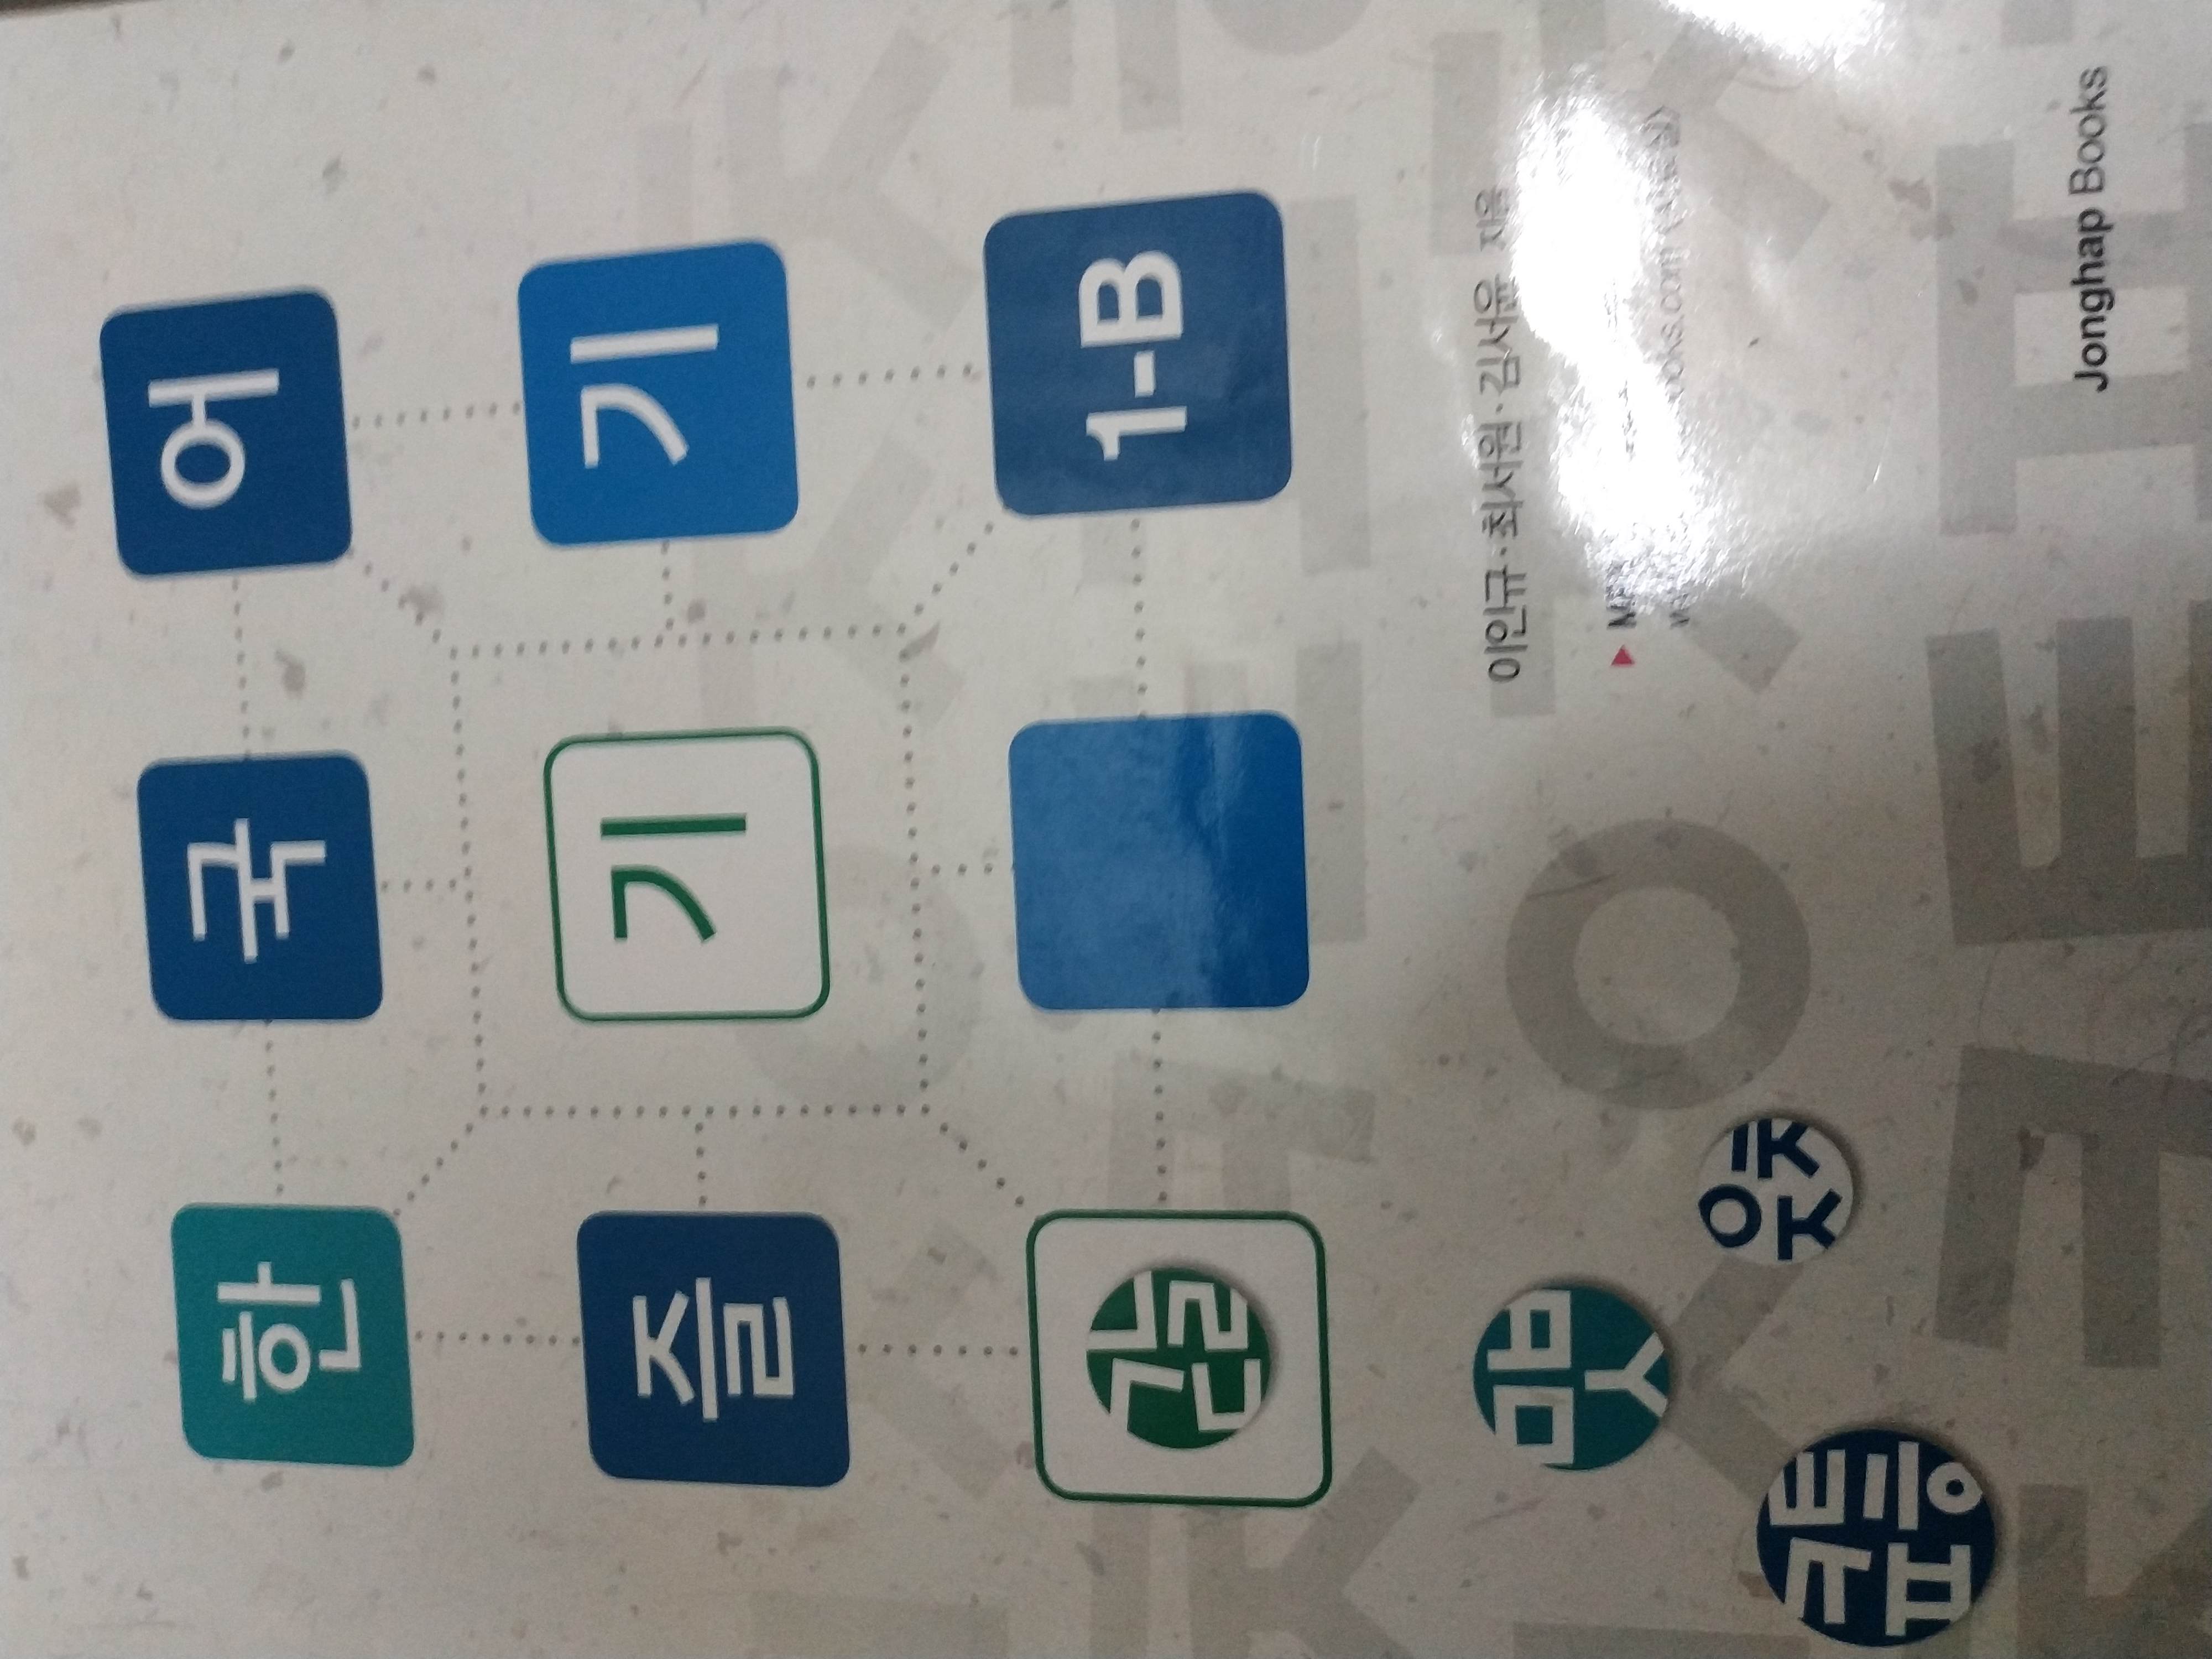 한 국 어
즐 기 기
1-B
이인규·최서원·김서윤 지음
Jonghap Books